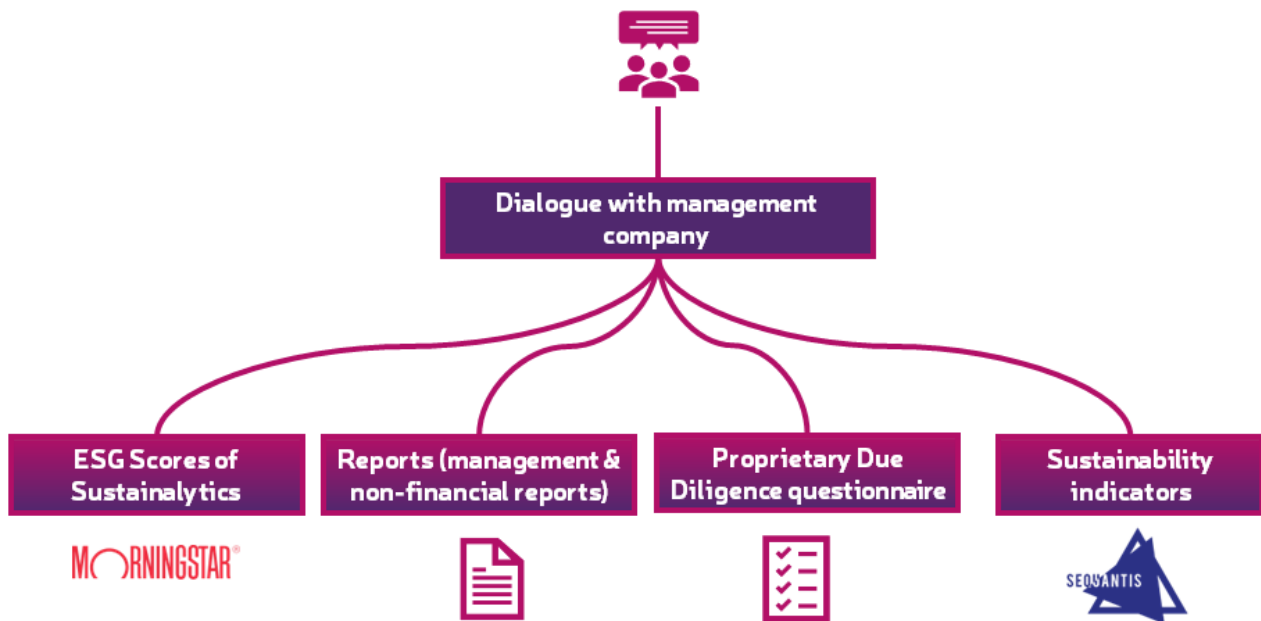 Dialogue with management
company
ESG Scores of
Sustainalytics
Reports (management &
non-financial reports)
Proprietary Due
Diligence questionnaire
Sustainability
indicators
MORNINGSTAR®
SEQUANTIS